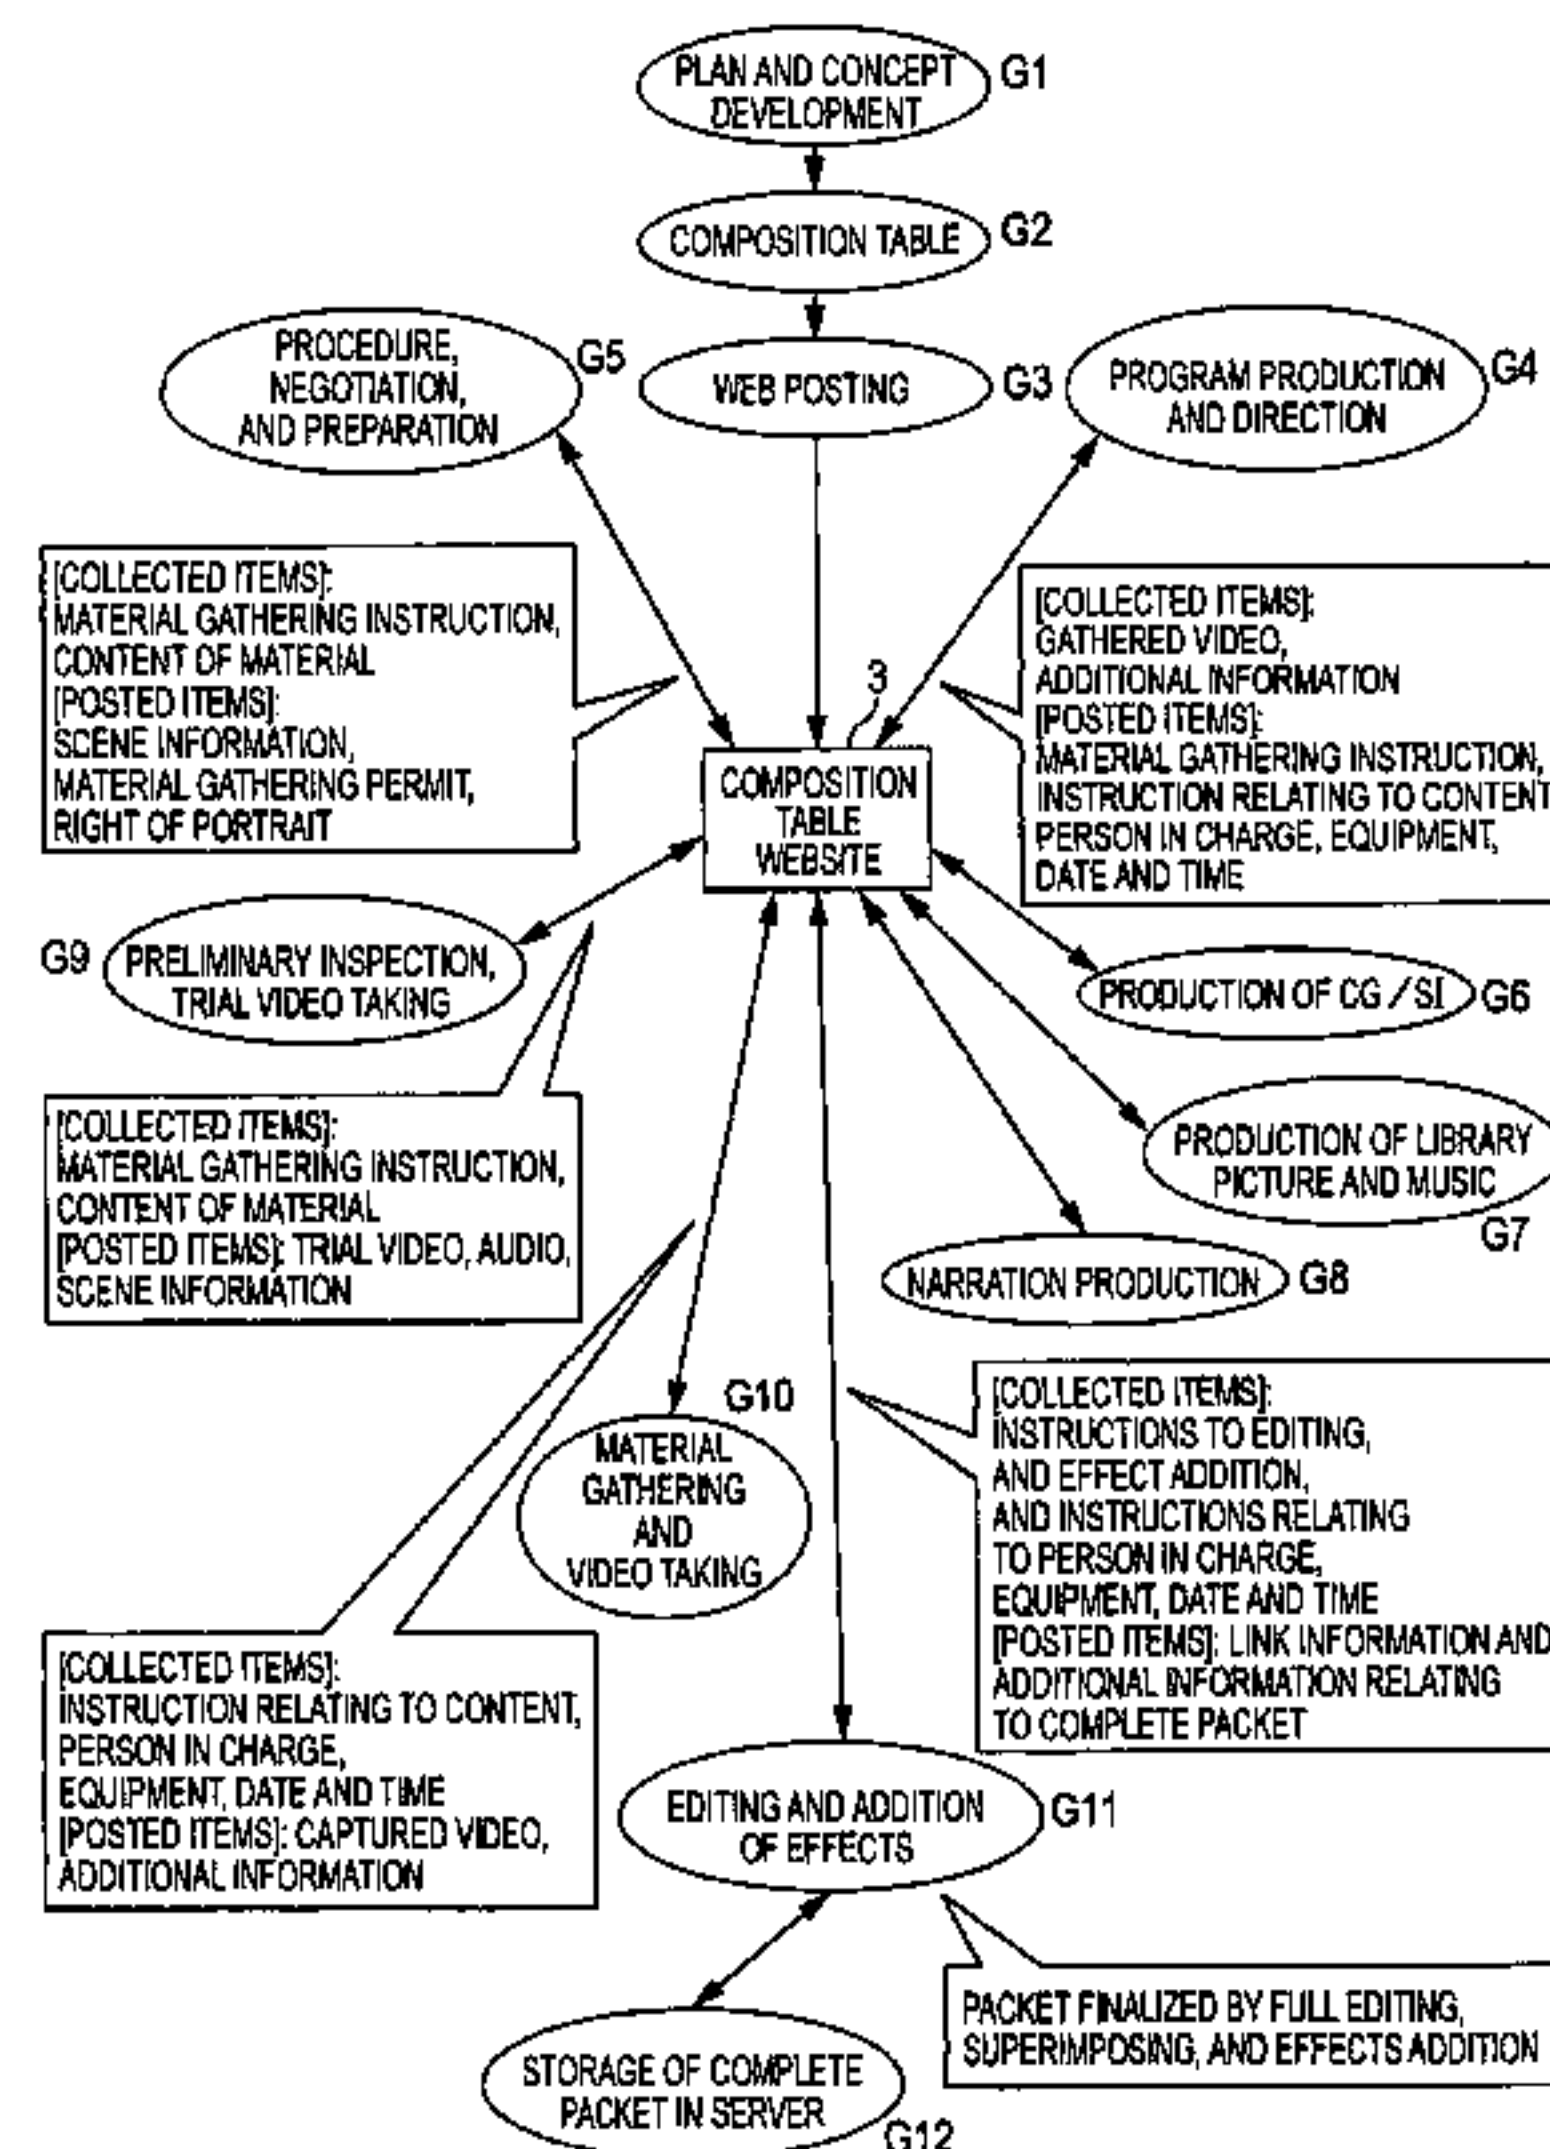 PLAN AND CONCEPT
DEVELOPMENT
G1
COMPOSITION TABLE
G2
PROCEDURE,
NEGOTIATION,
AND PREPARATION
G5
WEB POSTING
G3
PROGRAM PRODUCTION
AND DIRECTION
G4
[COLLECTED ITEMS]:
MATERIAL GATHERING INSTRUCTION,
CONTENT OF MATERIAL
[POSTED ITEMS]:
SCENE INFORMATION,
MATERIAL GATHERING PERMIT,
RIGHT OF PORTRAIT
[COLLECTED ITEMS]:
GATHERED VIDEO,
ADDITIONAL INFORMATION
[POSTED ITEMS]:
MATERIAL GATHERING INSTRUCTION,
INSTRUCTION RELATING TO CONTENT
PERSON IN CHARGE, EQUIPMENT,
DATE AND TIME
3
COMPOSITION
TABLE
WEBSITE
G9
PRELIMINARY INSPECTION,
TRIAL VIDEO TAKING
PRODUCTION OF CG/SI
G6
[COLLECTED ITEMS]:
MATERIAL GATHERING INSTRUCTION,
CONTENT OF MATERIAL
[POSTED ITEMS]: TRIAL VIDEO, AUDIO,
SCENE INFORMATION
PRODUCTION OF LIBRARY
PICTURE AND MUSIC
G7
NARRATION PRODUCTION
G8
G10
MATERIAL
GATHERING
AND
VIDEO TAKING
[COLLECTED ITEMS]:
INSTRUCTIONS TO EDITING,
AND EFFECT ADDITION,
AND INSTRUCTIONS RELATING
TO PERSON IN CHARGE,
EQUIPMENT, DATE AND TIME
[POSTED ITEMS]: LINK INFORMATION AND
ADDITIONAL INFORMATION RELATING
TO COMPLETE PACKET
[COLLECTED ITEMS]:
INSTRUCTION RELATING TO CONTENT,
PERSON IN CHARGE,
EQUIPMENT, DATE AND TIME
[POSTED ITEMS]: CAPTURED VIDEO,
ADDITIONAL INFORMATION
EDITING AND ADDITION
OF EFFECTS
G11
PACKET FINALIZED BY FULL EDITING,
SUPERIMPOSING, AND EFFECTS ADDITION
STORAGE OF COMPLETE
PACKET IN SERVER
G12